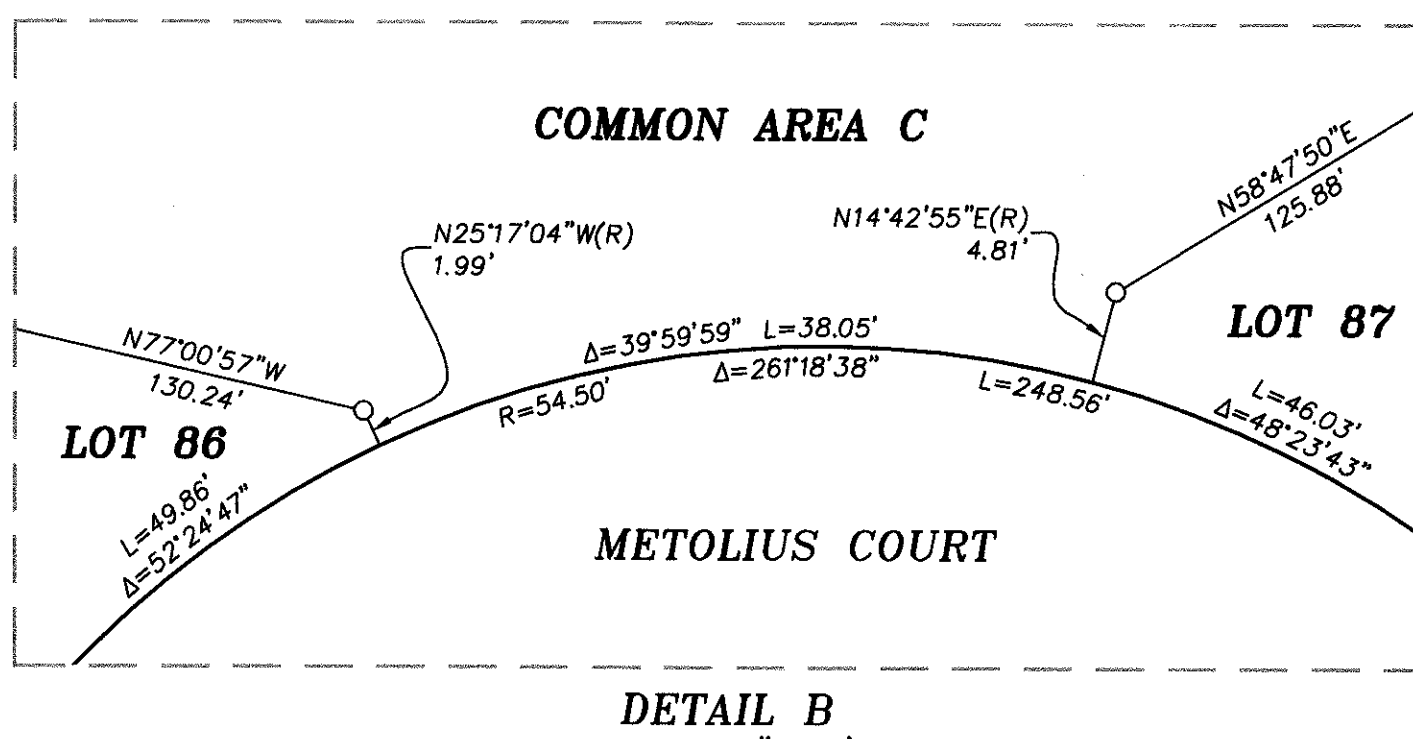 COMMON AREA C
N58°47'50"E
125.88'
N14°42'55"E(R)
4.81'
N25°17'04"W(R)
1.99'
LOT 87
N77°00'57"W
130.24'
Δ=39°59'59" L=38.05'
Δ=261°18'38"
R=54.50'
L=248.56'
L=46.03'
Δ=48°23'43"
LOT 86
L=49.86'
Δ=52°24'47"
METOLIUS COURT
DETAIL B